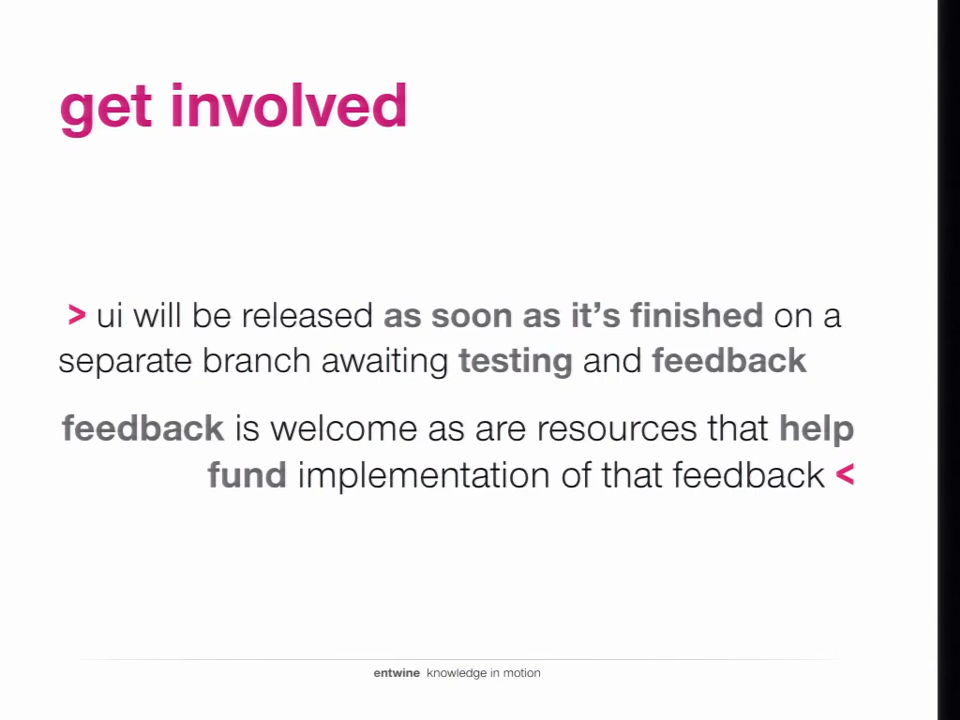 get involved
> ui will be released as soon as it’s finished on a
separate branch awaiting testing and feedback
feedback is welcome as are resources that help
fund implementation of that feedback <
entwine knowledge in motion